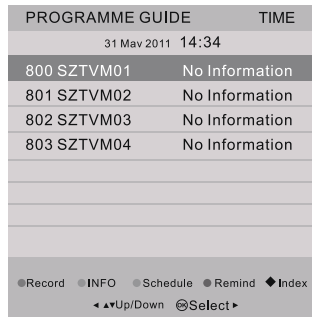 PROGRAMME GUIDE TIME
31 Mav 2011 14:34
800 SZTVM01 No Information
801 SZTVM02 No Information
802 SZTVM03 No Information
803 SZTVM04 No Information
Record INFO Schedule Remind Index
Up/Down OK Select